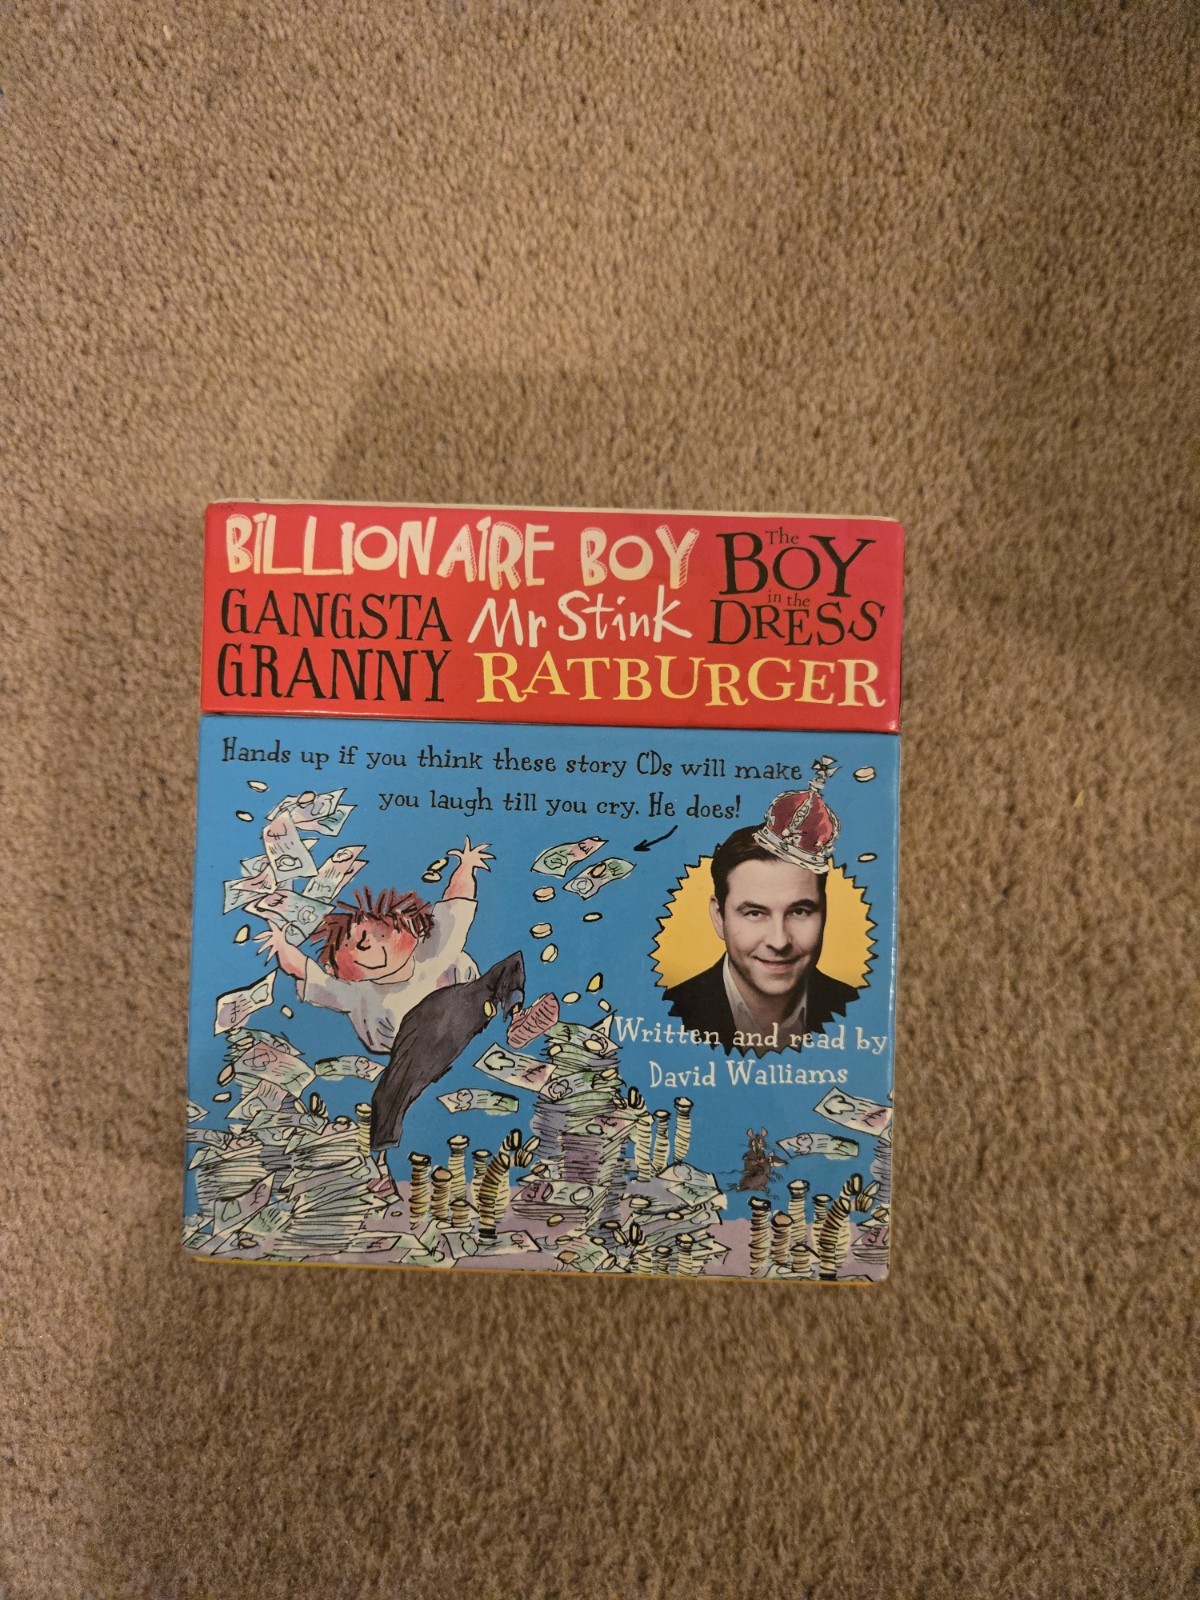 BILLIONAIRE BOY
GANGSTA
GRANNY
Mr Stink
The
BOY
in the
DRESS
RATBURGER
Hands up if you think these story CDs will make
you laugh till you cry. He does!
Written and read by
David Walliams